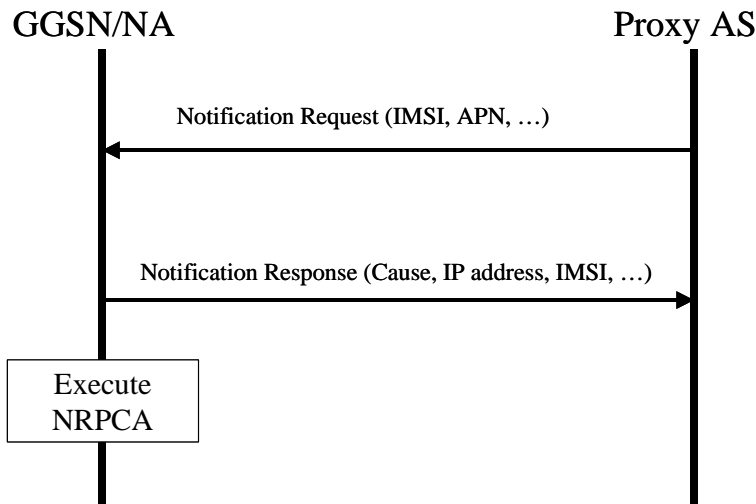 GGSN/NA
Proxy AS
Notification Request (IMSI, APN, …)
Notification Response (Cause, IP address, IMSI, …)
Execute
NRPCA